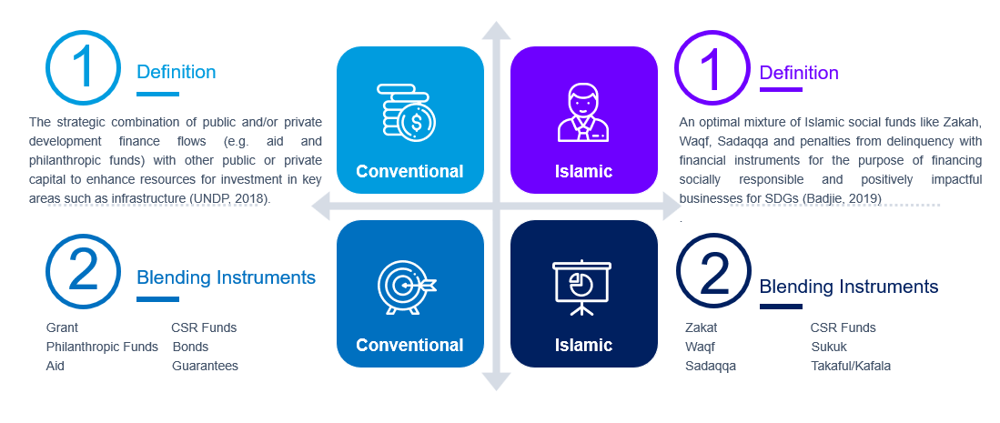 1
Definition
The strategic combination of public and/or private
development finance flows (e.g. aid and
philanthropic funds) with other public or private
capital to enhance resources for investment in key
areas such as infrastructure (UNDP, 2018).
$
Conventional
Islamic
1
Definition
An optimal mixture of Islamic social funds like Zakah,
Waqf, Sadaqqa and penalties from delinquency with
financial instruments for the purpose of financing
socially responsible and positively impactful
businesses for SDGs (Badjie, 2019)
.
2
Blending Instruments
Grant CSR Funds
Philanthropic Funds Bonds
Aid Guarantees
Conventional
Islamic
2
Blending Instruments
Zakat CSR Funds
Waqf Sukuk
Sadaqqa Takaful/Kafala